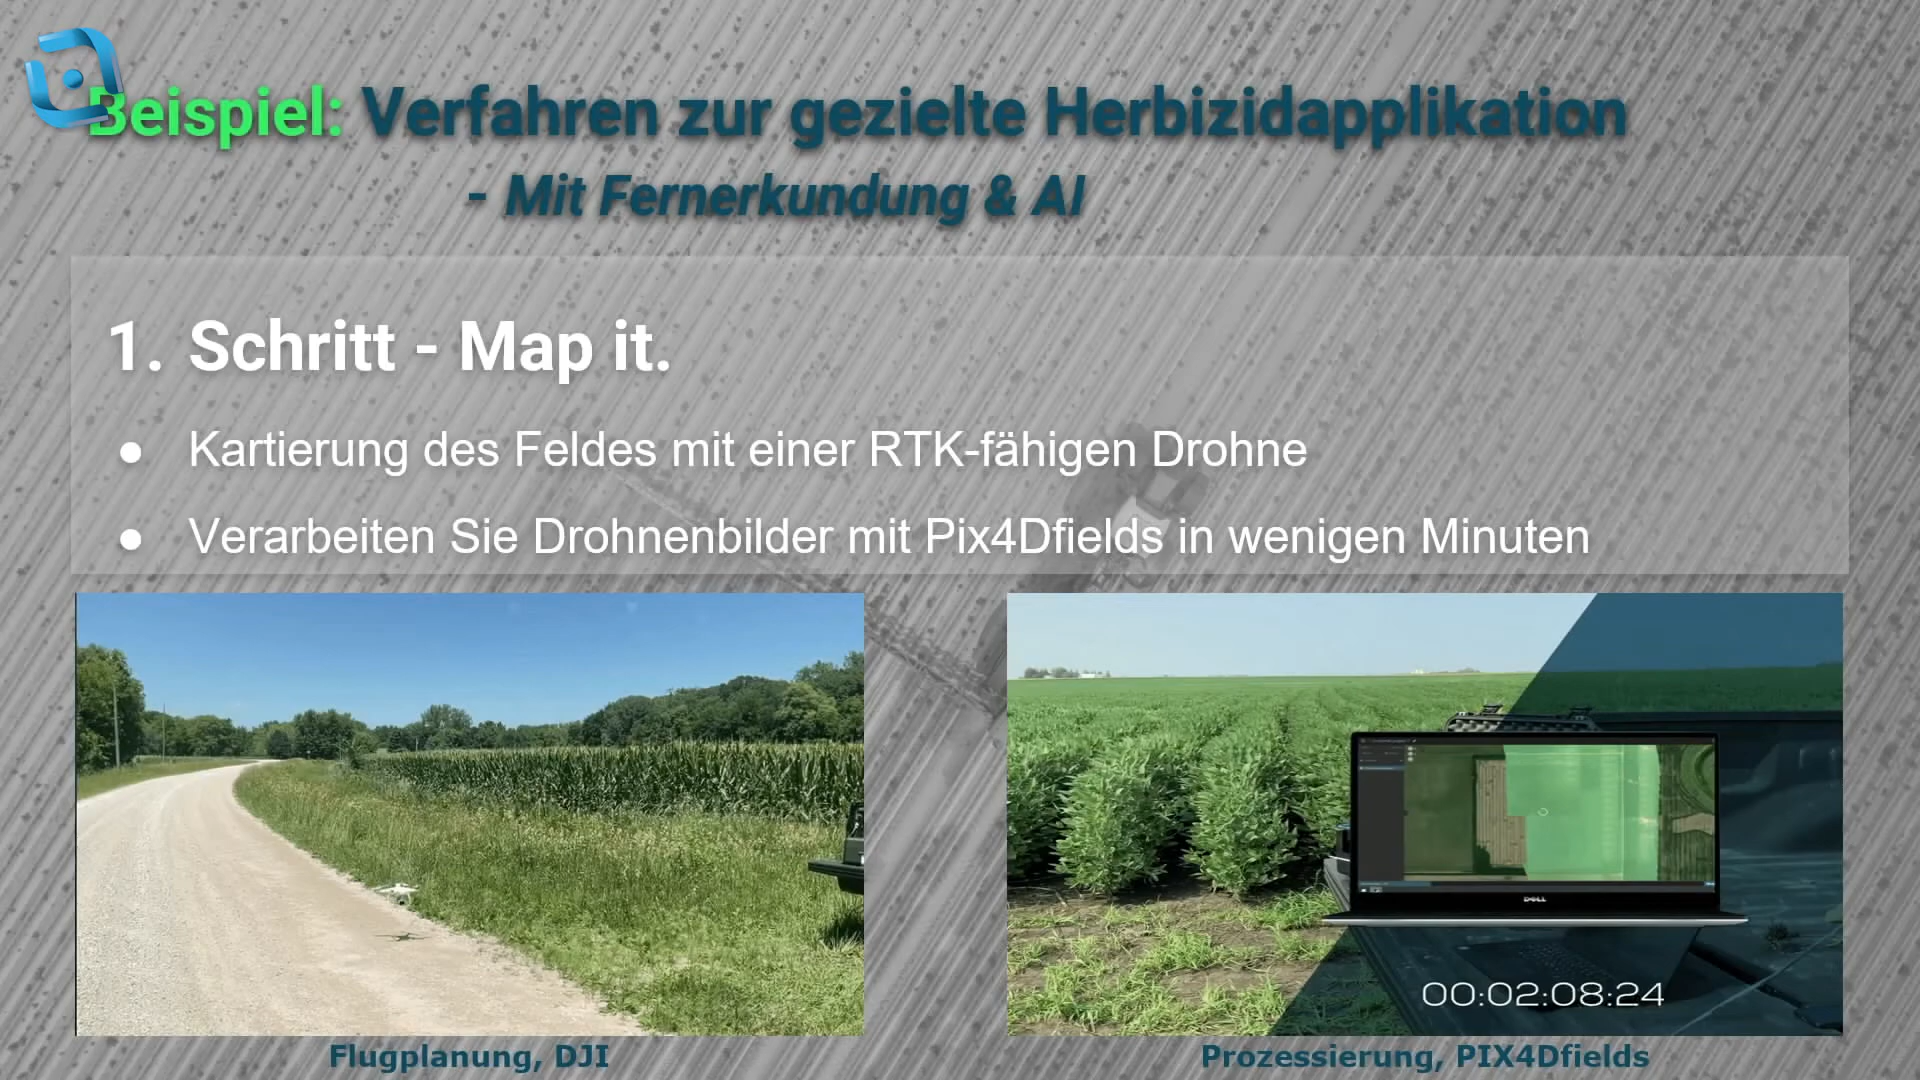 Beispiel: Verfahren zur gezielte Herbizidapplikation
- Mit Fernerkundung & AI
1. Schritt - Map it.
● Kartierung des Feldes mit einer RTK-fähigen Drohne
● Verarbeiten Sie Drohnenbilder mit Pix4Dfields in wenigen Minuten
DELL
00:02:08:24
Flugplanung, DJI
Prozessierung, PIX4Dfields